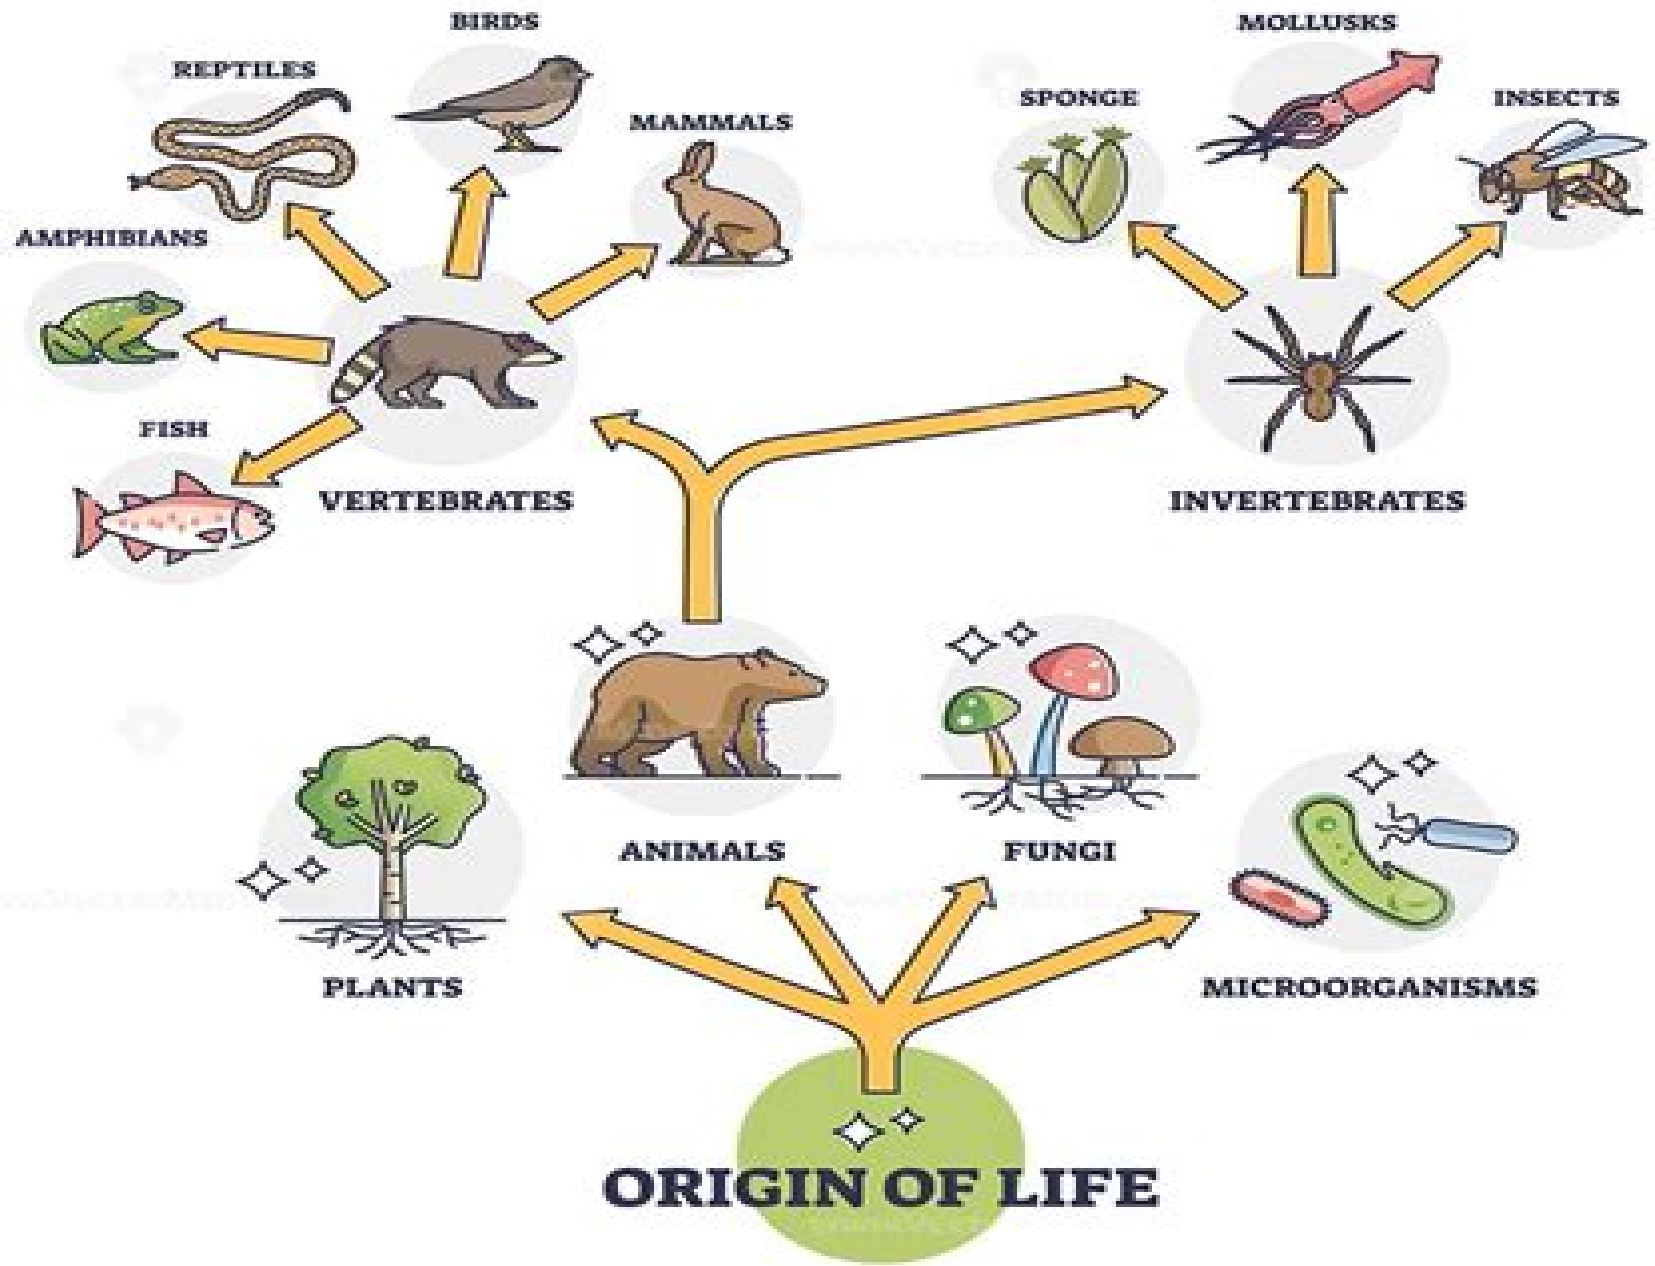 BIRDS
MOLLUSKS
REPTILES
SPONGE
INSECTS
MAMMALS
AMPHIBIANS
FISH
VERTEBRATES
INVERTEBRATES
ANIMALS
FUNGI
PLANTS
MICROORGANISMS
ORIGIN OF LIFE